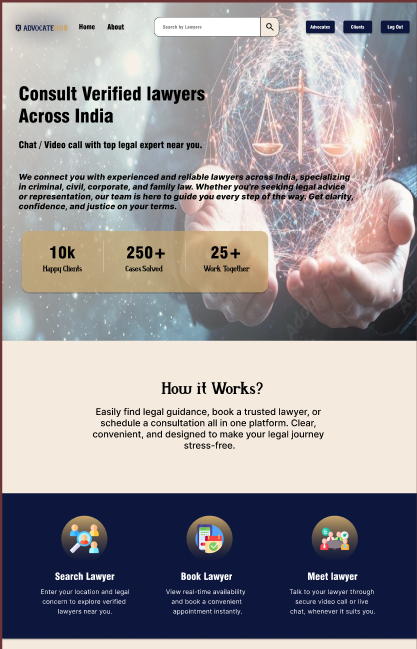 ADVOCATE HUB
Home
About
Search by Lawyers
Advocates
Clients
Log Out
Consult Verified lawyers
Across India
Chat / Video call with top legal expert near you.
We connect you with experienced and reliable lawyers across India, specializing
in criminal, civil, corporate, and family law. Whether you're seeking legal advice
or representation, our team is here to guide you every step of the way. Get clarity,
confidence, and justice on your terms.
10k
250+
25+
Happy Clients
Cases Solved
Work Together
How it Works?
Easily find legal guidance, book a trusted lawyer, or
schedule a consultation all in one platform. Clear,
convenient, and designed to make your legal journey
stress-free.
Search Lawyer
Enter your location and legal
concern to explore verified
lawyers near you.
Book Lawyer
View real-time availability
and book a convenient
appointment instantly.
Meet lawyer
Talk to your lawyer through
secure video call or live
chat, whenever it suits you.